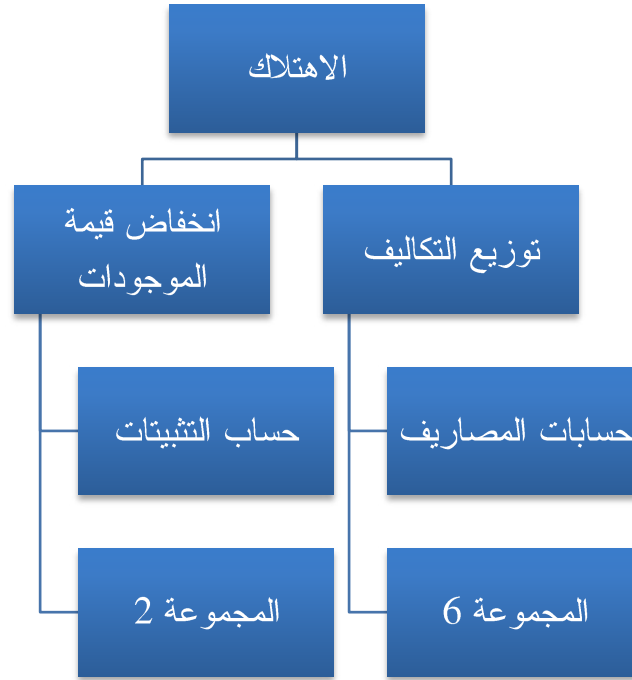 الاهتلاك
توزيع التكاليف
انخفاض قيمة
الموجودات
حسابات المصاريف
حساب التثبيتات
المجموعة 6
المجموعة 2